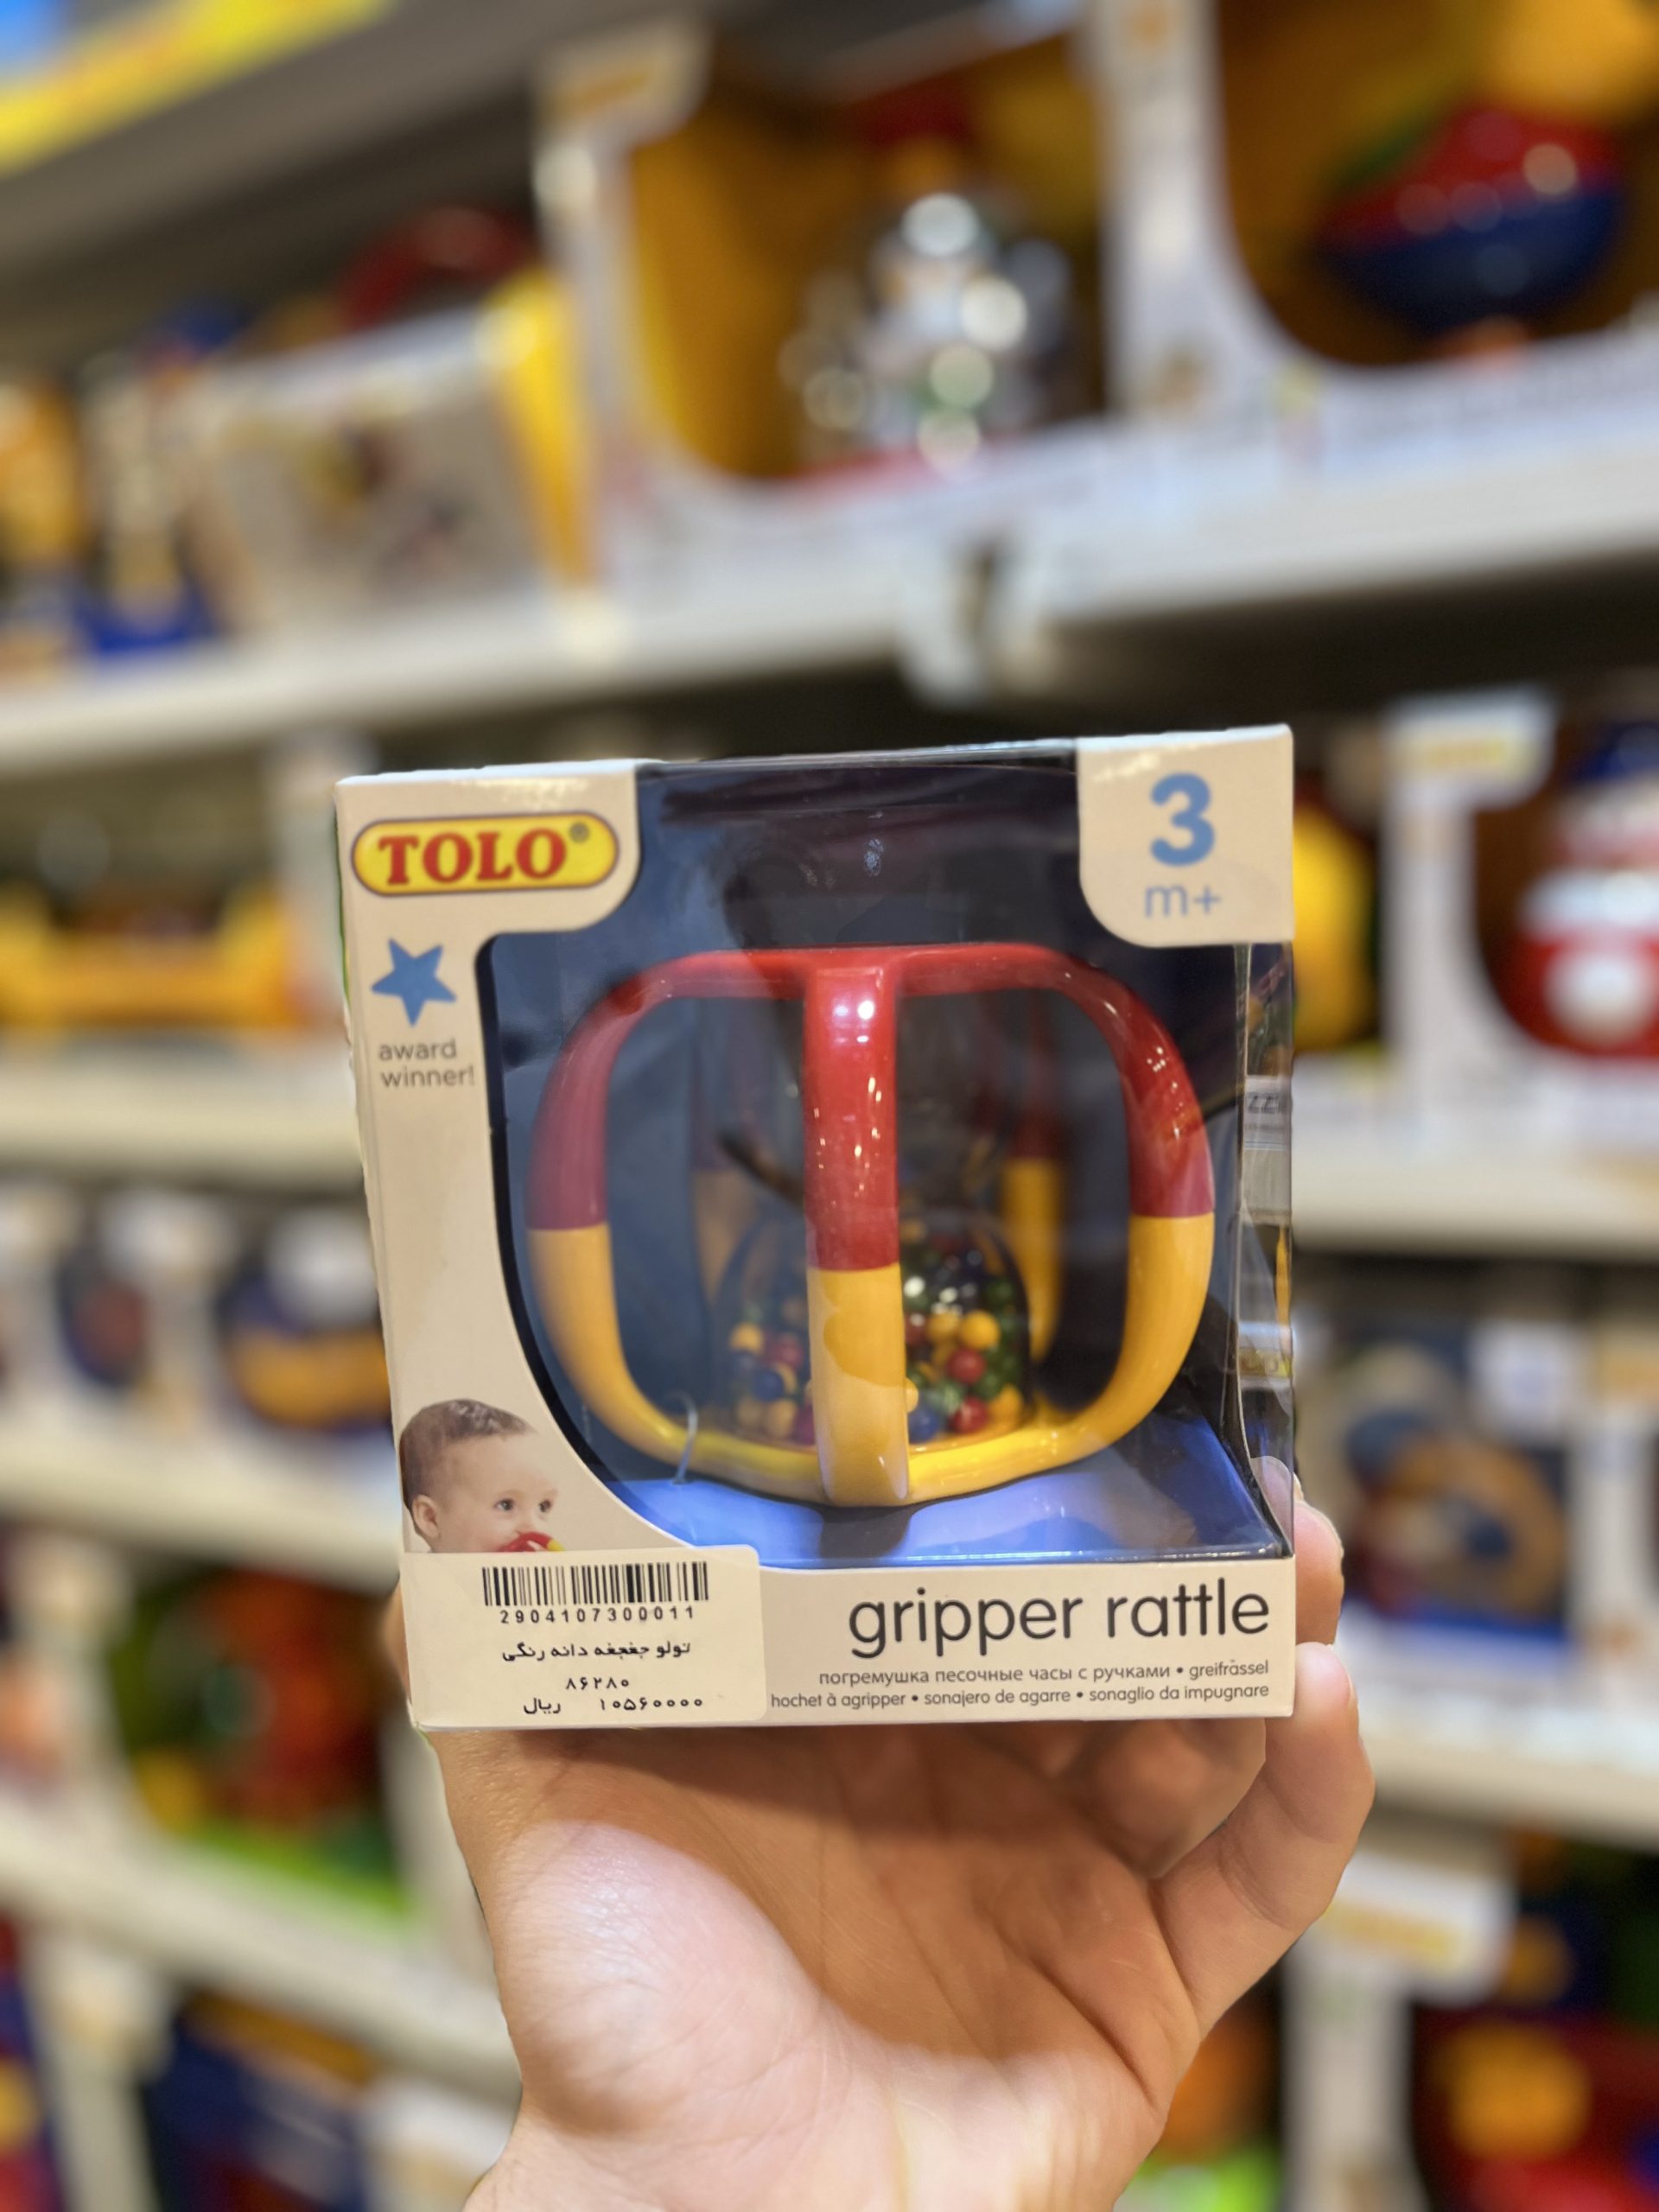 TOLO®
3
m+
award
winner!
2904107300011
تولو جغجغه دانه رنگی
۸۶۲۸۰
۱۰۵۶۰۰۰۰ ریال
gripper rattle
погремушка песочные часы с ручками • greifrassel
hochet à agripper • sonajero de agarre • sonaglio da impugnare